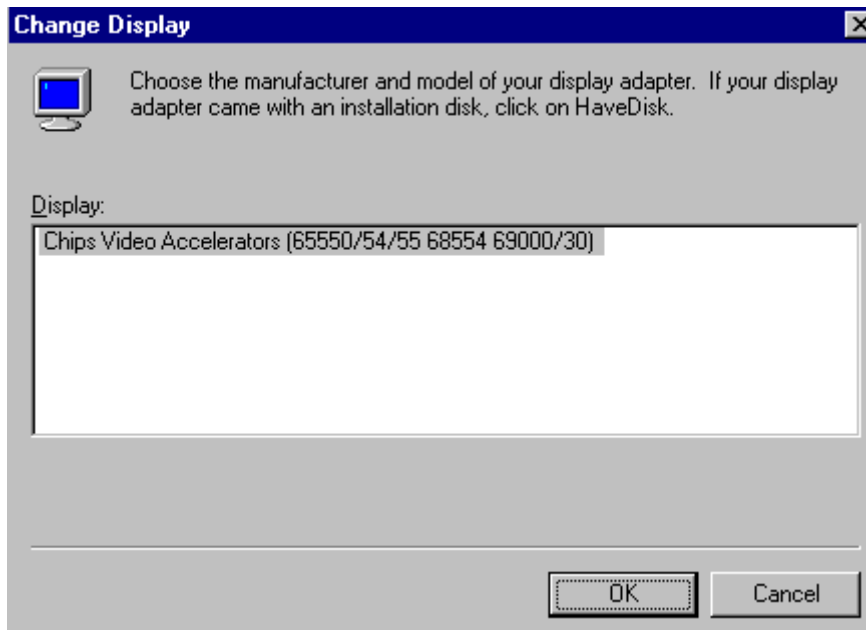 Change Display
Choose the manufacturer and model of your display adapter.  If your display
adapter came with an installation disk, click on HaveDisk.
Display:
Chips Video Accelerators (65550/54/55 68554 69000/30)
OK
Cancel